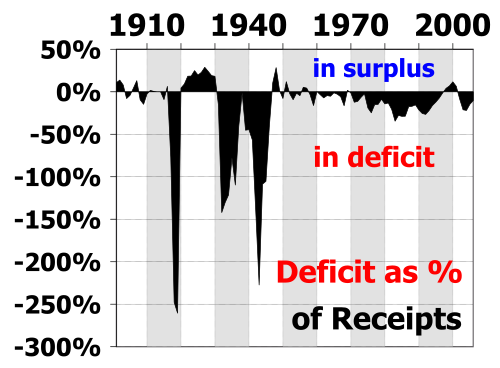 1910 1940 1970 2000
50%
in surplus
0%
-50%
in deficit
-100%
-150%
-200%
Deficit as %
-250%
of Receipts
-300%